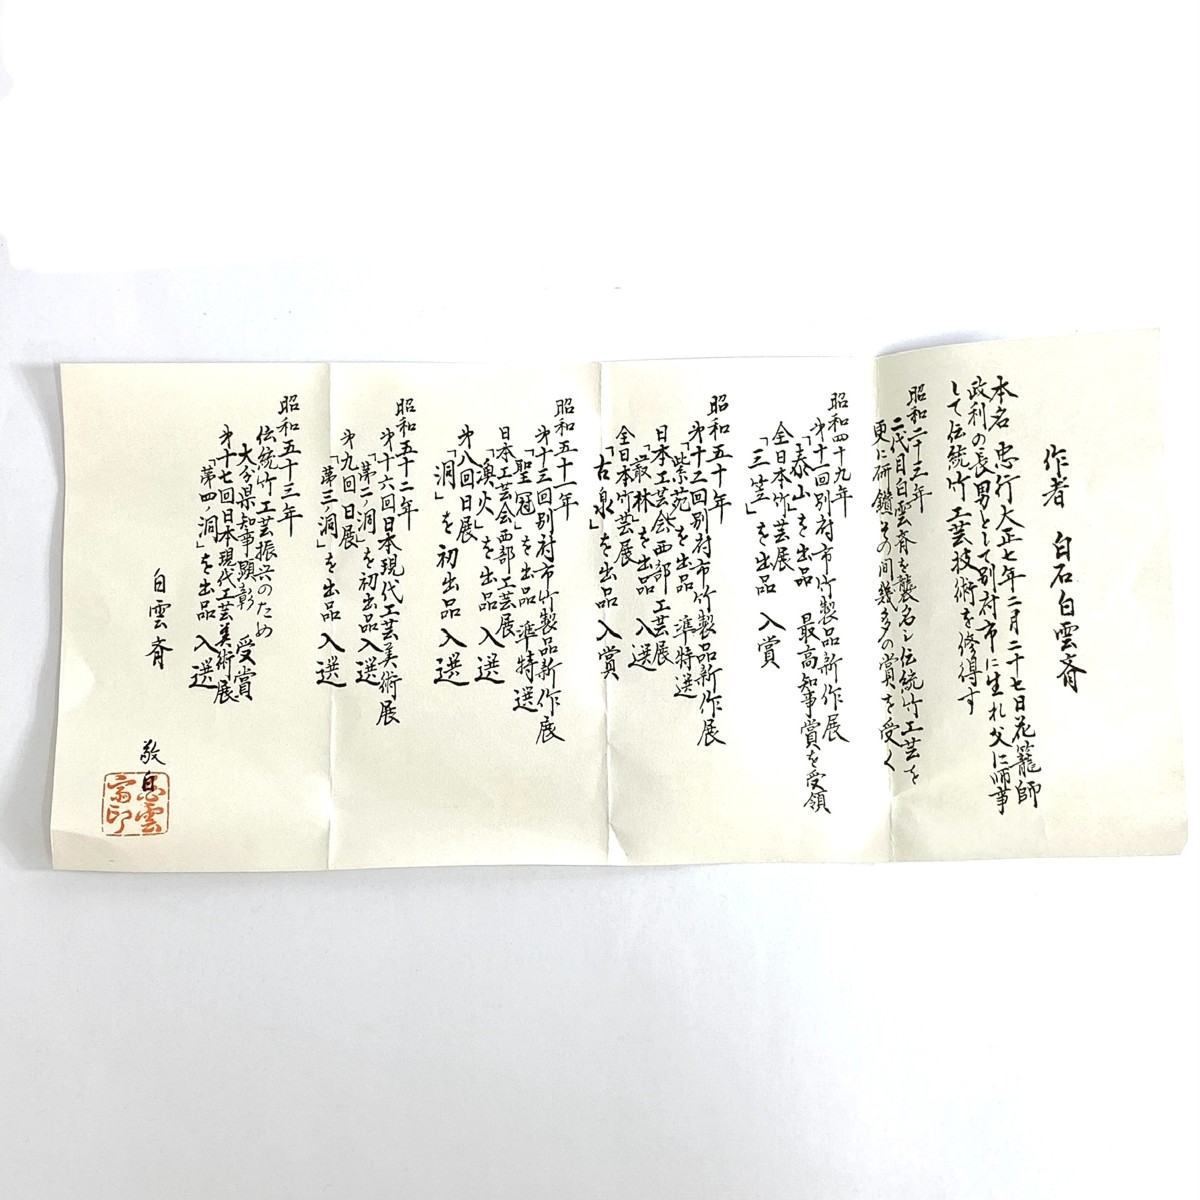 作者 白石白雲斉
本名 忠行大正七年二月二十七日花籠師
政利の長男として別府市に生れ父に師事
して伝統竹工芸技術を修得す
昭和二十三年
二代目白雲斉を襲名し伝統竹工芸を
更に研鑽その間幾多の賞を受く
昭和四十九年
第十一回別府市竹製品新作展
「泰山」を出品 最高知事賞を受領
全日本竹芸展
「三笠」を出品 入賞
昭和五十年
第十二回別府市竹製品新作展
「紫苑」を出品 準特選
日本工芸会西部工芸展
「叢林」を出品 入選
全日本竹芸展
「古泉」を出品 入賞
昭和五十一年
第十三回別府市竹製品新作展
「聖冠」を出品 準特選
日本工芸会西部工芸展
「漁火」を出品 入選
第八回日展
「洞」を初出品 入選
昭和五十二年
第十六回日本現代工芸美術展
「第二ノ洞」を初出品 入選
第九回日展
「第三ノ洞」を出品 入選
昭和五十三年
伝統竹工芸振興のため
大分県知事顕彰 受賞
第十七回日本現代工芸美術展
「第四ノ洞」を出品 入選
白雲斉 敬白